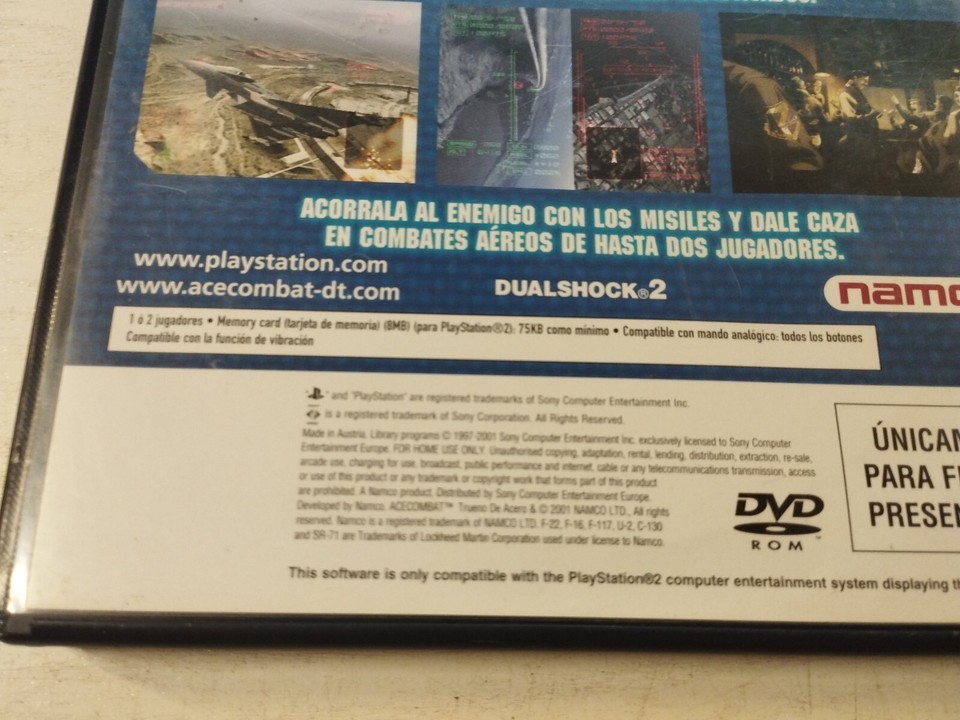 ACORRALA AL ENEMIGO CON LOS MISILES Y DALE CAZA
EN COMBATES AÉREOS DE HASTA DOS JUGADORES.
www.playstation.com
www.acecombat-dt.com
DUALSHOCK®2
namc
1 ó 2 jugadores • Memory card (tarjeta de memoria) (8MB) (para PlayStation®2): 75KB como mínimo • Compatible con mando analógico: todos los botones
Compatible con la función de vibración
" " and "PlayStation" are registered trademarks of Sony Computer Entertainment Inc.
is a registered trademark of Sony Corporation. All Rights Reserved.
Made in Austria. Library programs © 1997-2001 Sony Computer Entertainment Inc. exclusively licensed to Sony Computer
Entertainment Europe. FOR HOME USE ONLY. Unauthorised copying, adaptation, rental, lending, distribution, extraction, re-sale,
arcade use, charging for use, broadcast, public performance and internet, cable or any telecommunications transmission, access
or use of this product or any trademark or copyright work that forms part of this product
are prohibited. A Namco product. Distributed by Sony Computer Entertainment Europe.
Developed by Namco. ACECOMBAT™ Trueno De Acero & © 2001 NAMCO LTD., All rights
reserved. Namco is a registered trademark of NAMCO LTD. F-22, F-16, F-117, U-2, C-130
and SR-71 are Trademarks of Lockheed Martin Corporation used under license to Namco.
DVD
ROM
ÚNICAM
PARA F
PRESEN
This software is only compatible with the PlayStation®2 computer entertainment system displaying th